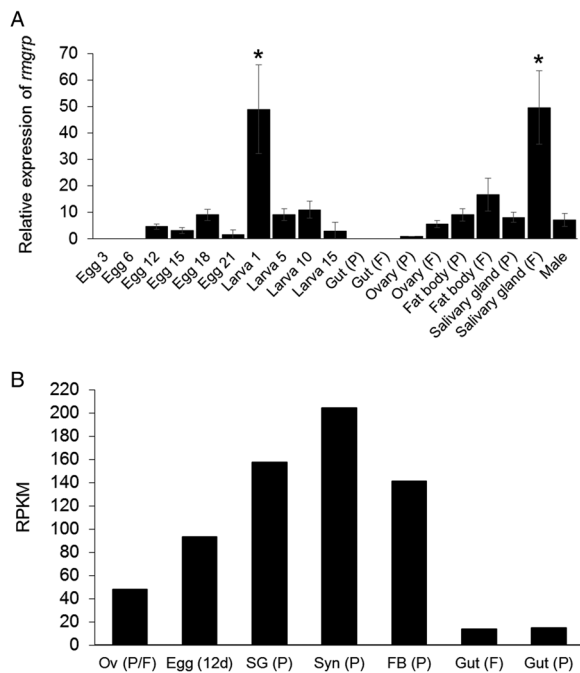 A
Relative expression of rmgrp
70
60
50
40
30
20
10
0
*
*
Egg 3
Egg 6
Egg 12
Egg 15
Egg 18
Egg 21
Larva 1
Larva 5
Larva 10
Larva 15
Gut (P)
Gut (F)
Ovary (P)
Ovary (F)
Fat body (P)
Fat body (F)
Salivary gland (P)
Salivary gland (F)
Male
B
RPKM
220
200
180
160
140
120
100
80
60
40
20
0
Ov (P/F) Egg (12d) SG (P) Syn (P) FB (P) Gut (F) Gut (P)